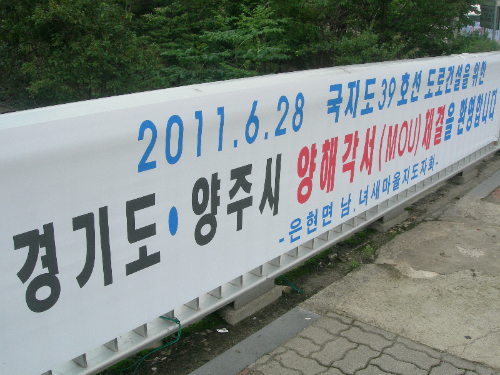 2011.6.28 국지도39호선 도로건설을 위한
경기도·양주시 양해각서(MOU)체결을 환영합니다
-은현면 남.녀새마을지도자회-